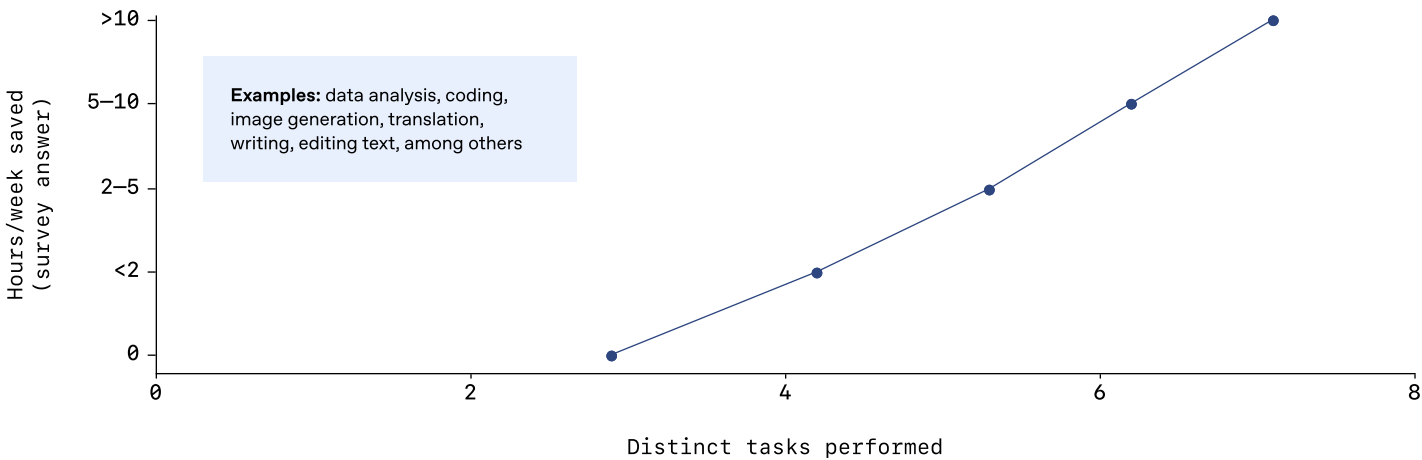 >10
5–10
2–5
<2
0
Hours/week saved
(survey answer)
Examples: data analysis, coding,
image generation, translation,
writing, editing text, among others
0 2 4 6 8
Distinct tasks performed